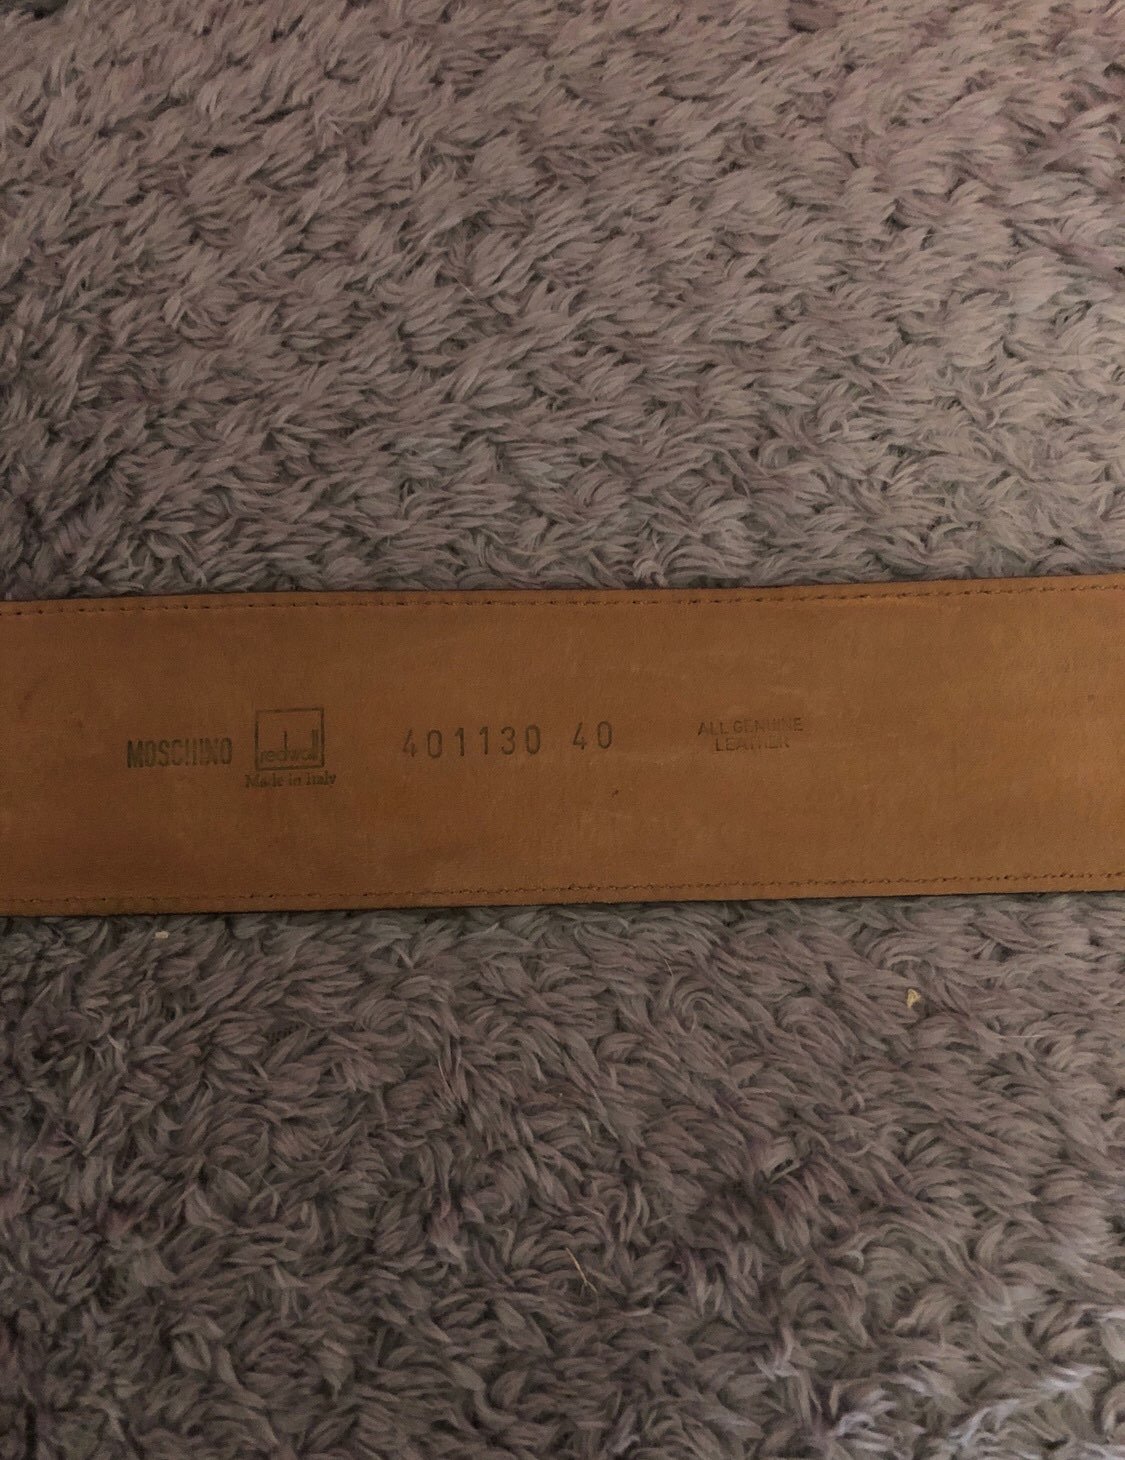 MOSCHINO redwall 401130 40 ALL GENUINE
Made in Italy LEATHER